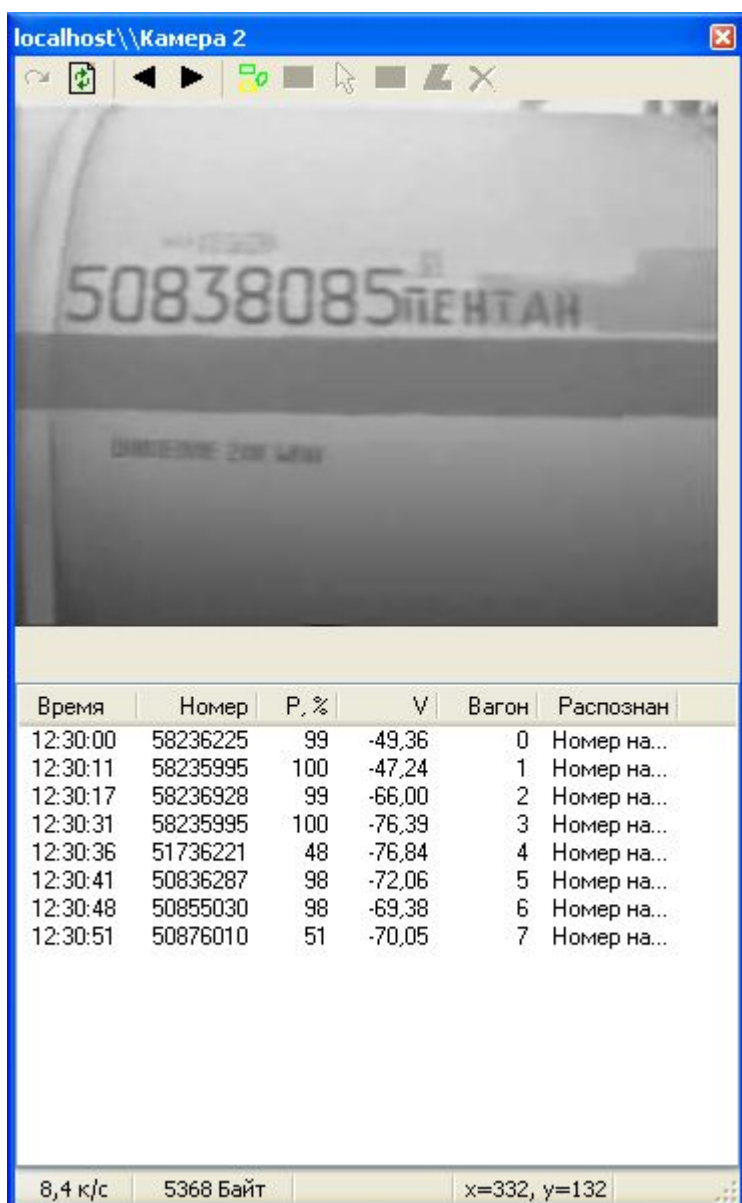 localhost\\Камера 2
50838085 ПЕНТАН
Время Номер P, % V Вагон Распознан
12:30:00 58236225 99 -49,36 0 Номер на...
12:30:11 58235995 100 -47,24 1 Номер на...
12:30:17 58236928 99 -66,00 2 Номер на...
12:30:31 58235995 100 -76,39 3 Номер на...
12:30:36 51736221 48 -76,84 4 Номер на...
12:30:41 50836287 98 -72,06 5 Номер на...
12:30:48 50855030 98 -69,38 6 Номер на...
12:30:51 50876010 51 -70,05 7 Номер на...
8,4 к/с 5368 Байт x=332, y=132